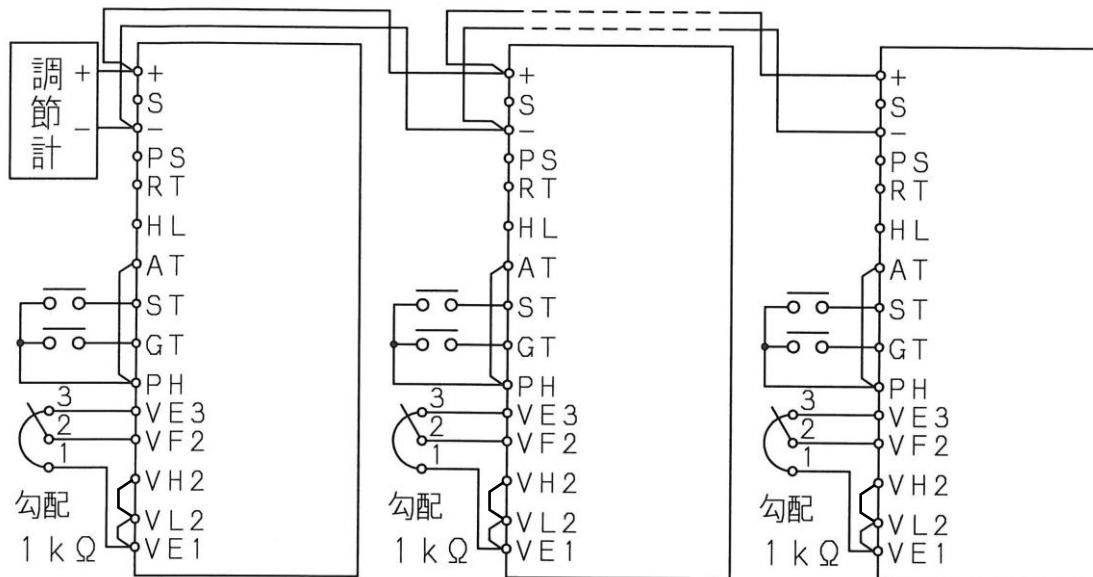 調節計
+
−
+
S
−
PS
RT
HL
AT
ST
GT
PH
VE3
VF2
VH2
VL2
VE1
3
2
1
勾配
1kΩ
+
S
−
PS
RT
HL
AT
ST
GT
PH
VE3
VF2
VH2
VL2
VE1
3
2
1
勾配
1kΩ
+
S
−
PS
RT
HL
AT
ST
GT
PH
VE3
VF2
VH2
VL2
VE1
3
2
1
勾配
1kΩ